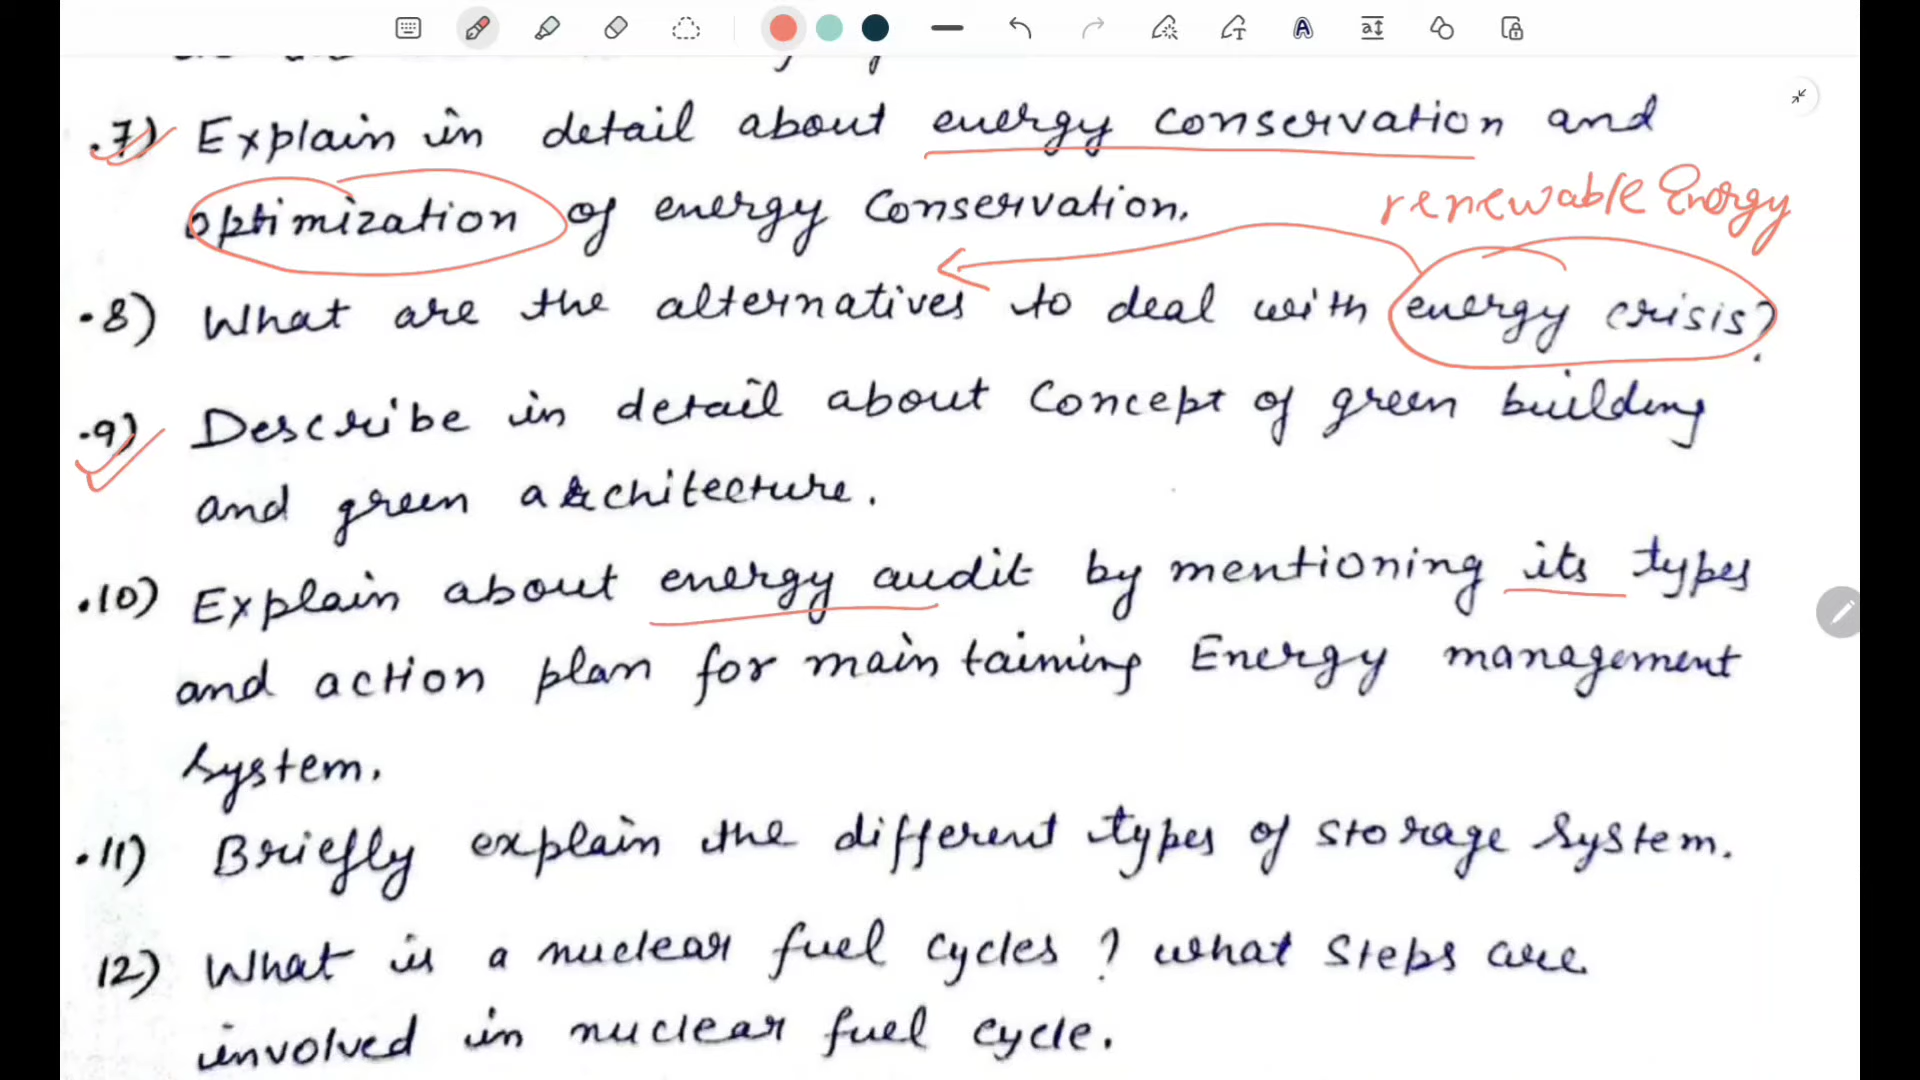 .7) Explain in detail about energy conservation and
optimization of energy Conservation.
renewable Energy
.8) What are the alternatives to deal with energy crisis?
.9) Describe in detail about Concept of green building
and green architecture.
.10) Explain about energy audit by mentioning its types
and action plan for maintaining Energy management
System.
.11) Briefly explain the different types of storage System.
12) What is a nuclear fuel cycles? what steps are
involved in nuclear fuel cycle.